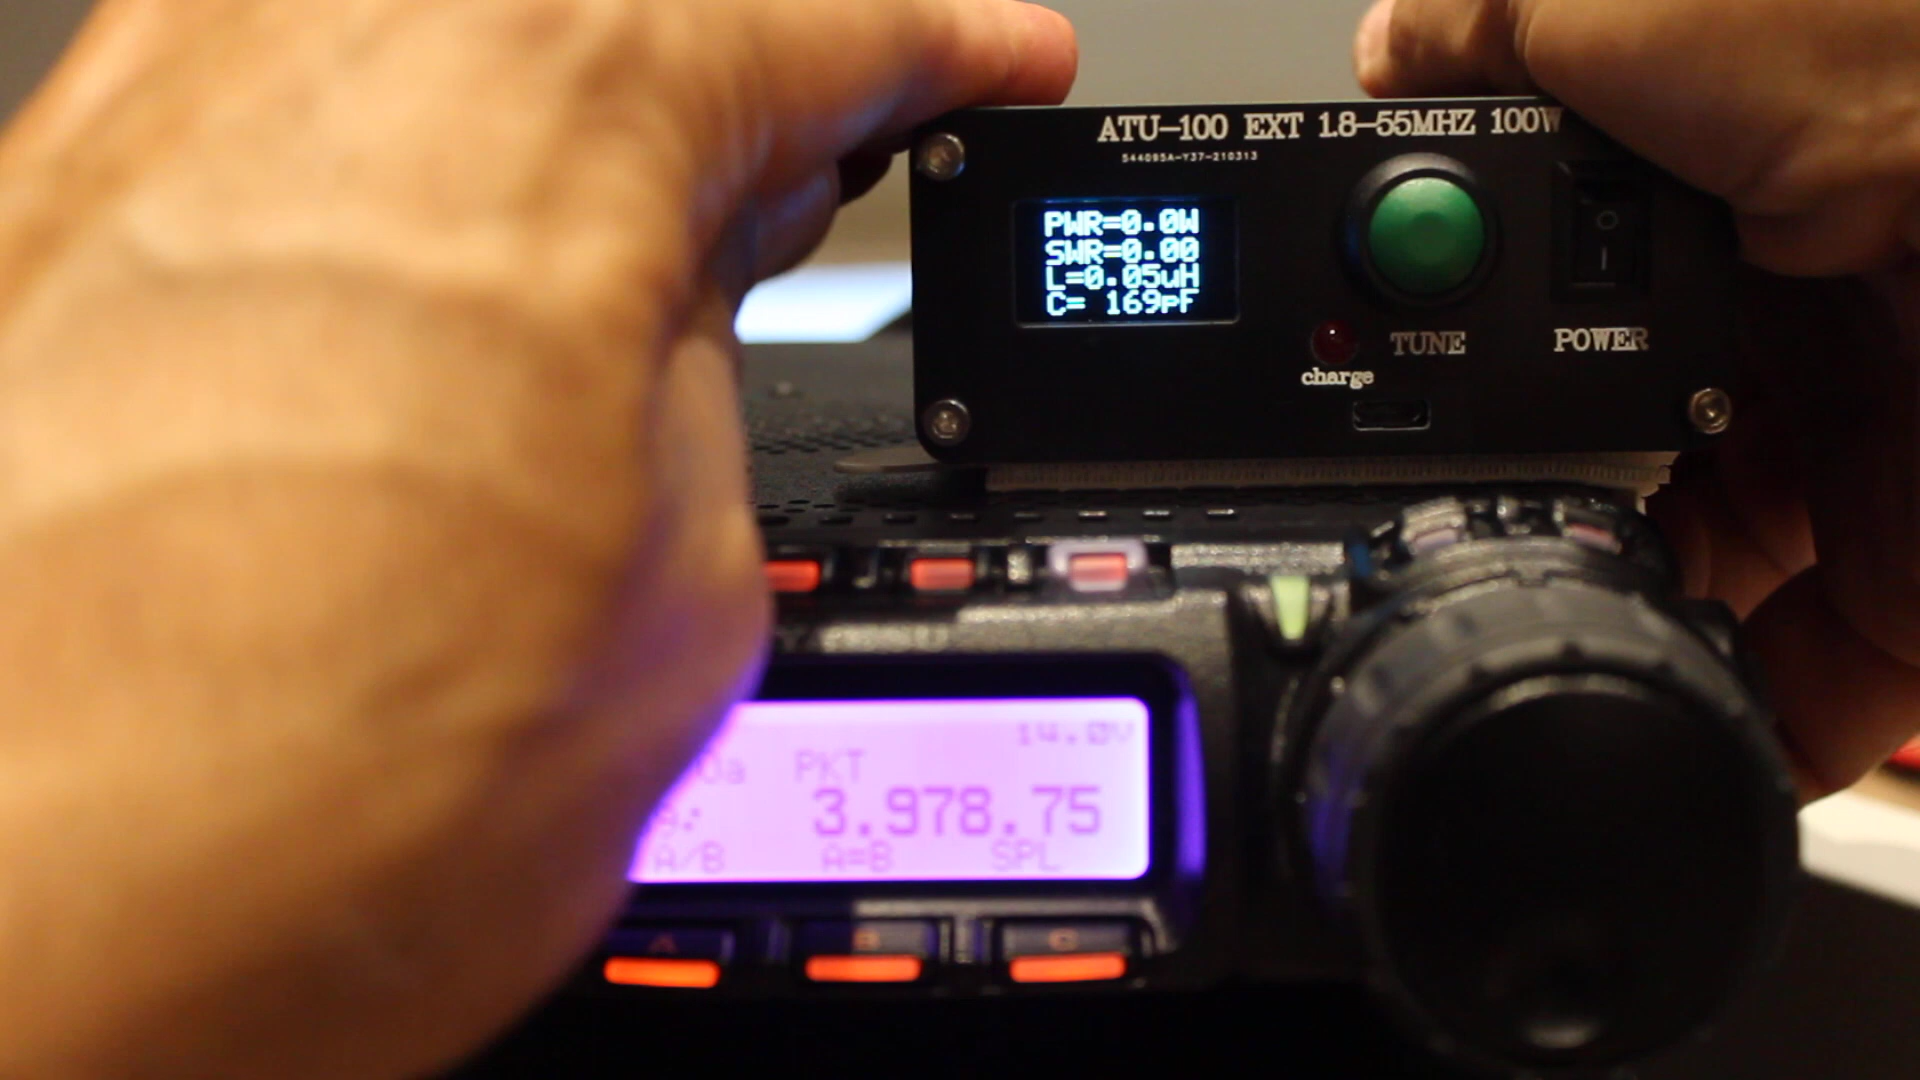 ATU-100 EXT 1.8-55MHZ 100W
544095A-Y37-210313
PWR=0.0W
SWR=0.00
L=0.05uH
C= 169pF
TUNE
POWER
charge
YAESU
14.0V
PKT
3.978.75
A/B A=B SPL
A B C